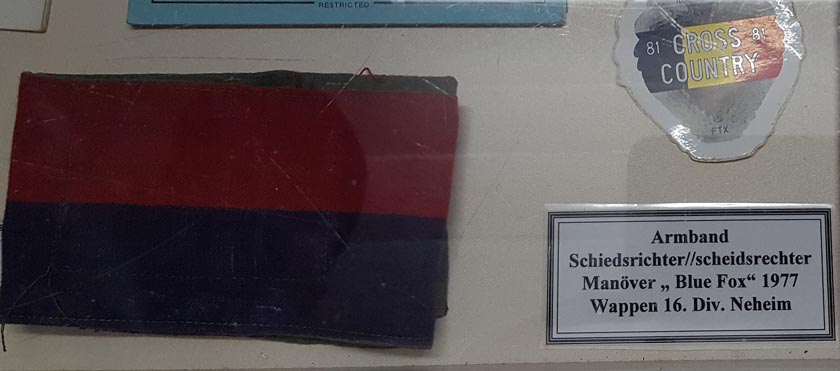 RESTRICTED
81 CROSS 81
COUNTRY
FTX
Armband
Schiedsrichter//scheidsrechter
Manöver „ Blue Fox“ 1977
Wappen 16. Div. Neheim